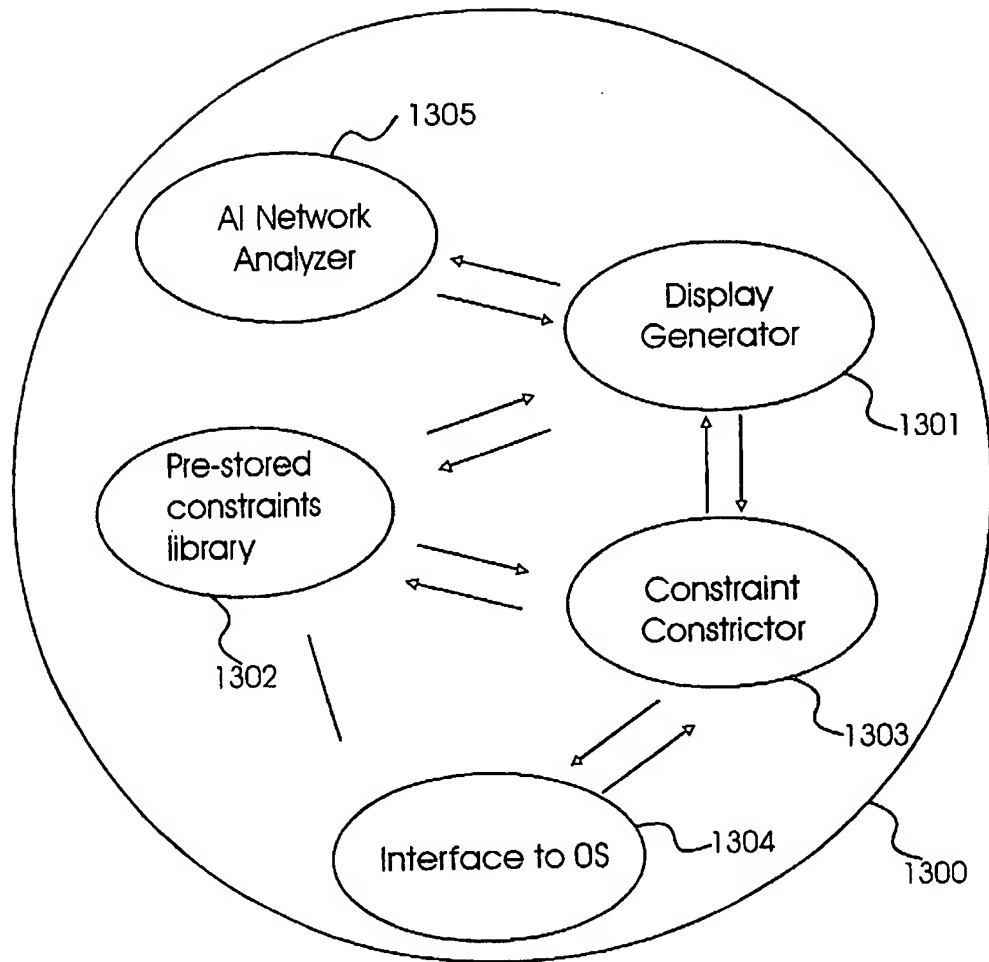 1305
AI Network
Analyzer
Display
Generator
1301
Pre-stored
constraints
library
Constraint
Constrictor
1302
1303
Interface to OS
1304
1300